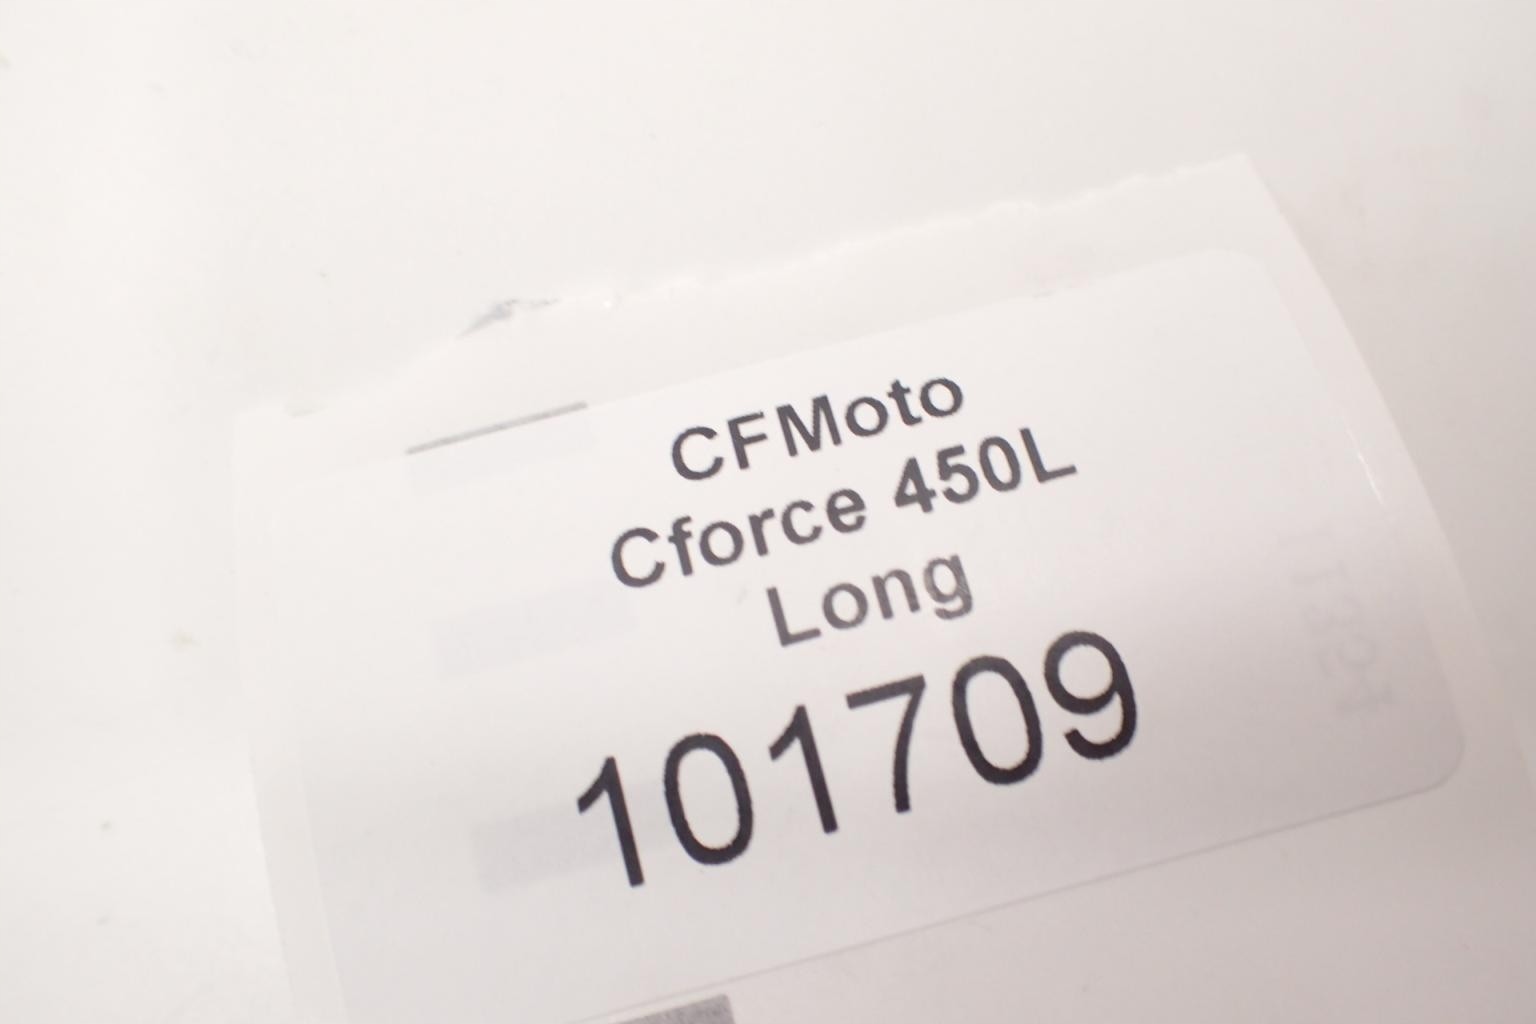 CFMoto
Cforce 450L
Long
101709